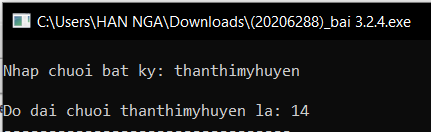 C:\Users\HAN NGA\Downloads\(20206288)_bai 3.2.4.exe
Nhap chuoi bat ky: thanthimyhuyen
Do dai chuoi thanthimyhuyen la: 14
--------------------------------